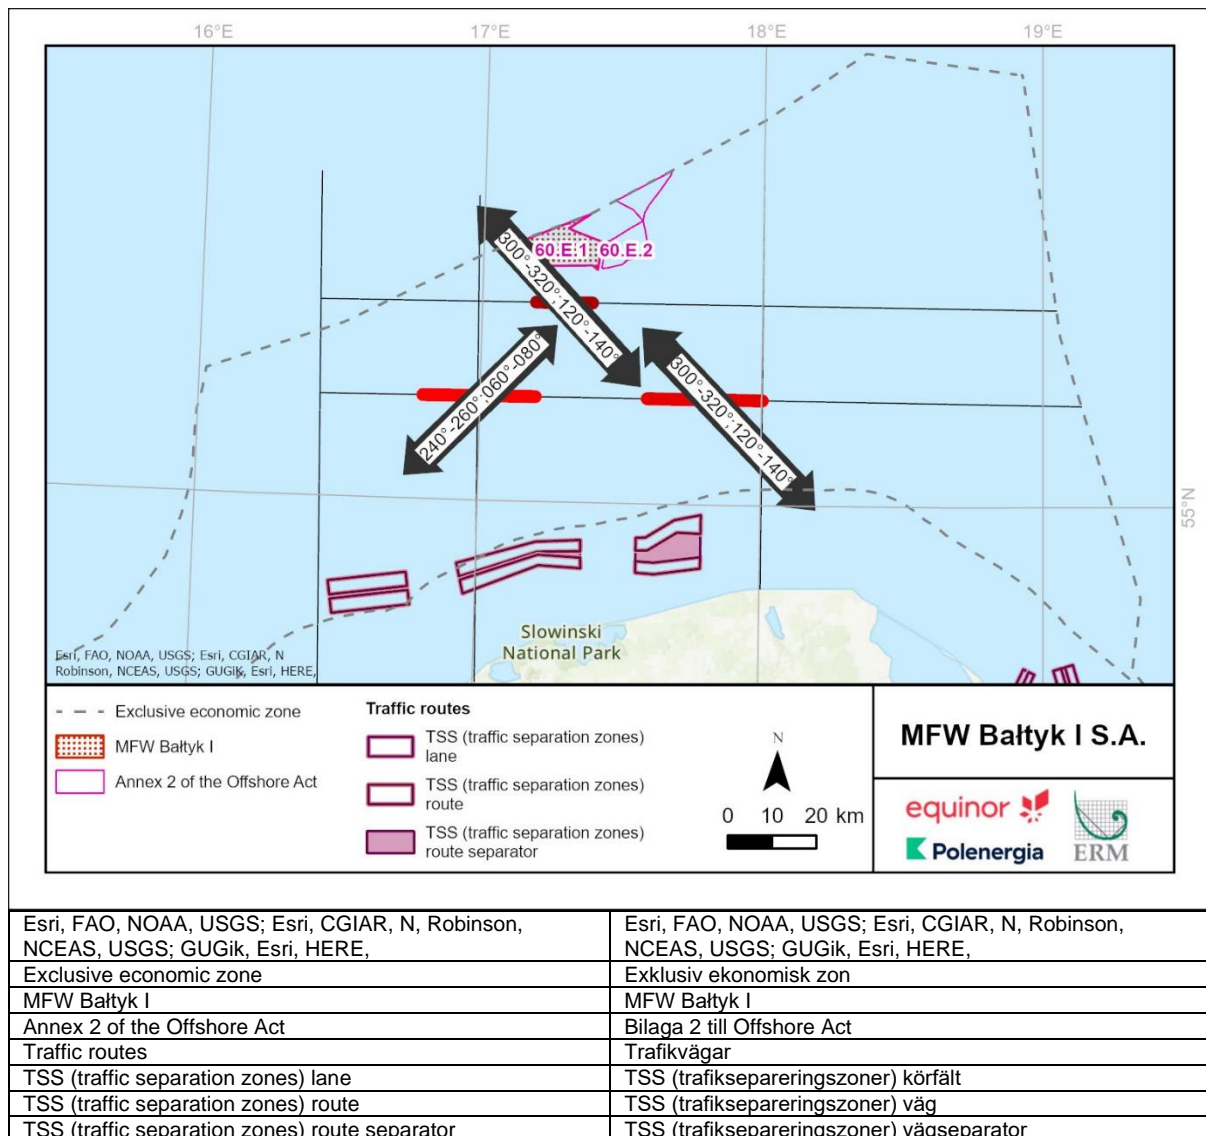 16°E 17°E 18°E 19°E
60.E.1 60.E.2
300°-320°;120°-140°
240°-260°;060°-080°
300°-320°;120°-140°
55°N
Slowinski
National Park
Esri, FAO, NOAA, USGS; Esri, CGIAR, N
Robinson, NCEAS, USGS; GUGik, Esri, HERE,
Exclusive economic zone
MFW Bałtyk I
Annex 2 of the Offshore Act
Traffic routes
TSS (traffic separation zones)
lane
TSS (traffic separation zones)
route
TSS (traffic separation zones)
route separator
N
0 10 20 km
MFW Bałtyk I S.A.
equinor
Polenergia
ERM
Esri, FAO, NOAA, USGS; Esri, CGIAR, N, Robinson,
NCEAS, USGS; GUGik, Esri, HERE,
Esri, FAO, NOAA, USGS; Esri, CGIAR, N, Robinson,
NCEAS, USGS; GUGik, Esri, HERE,
Exclusive economic zone
Exklusiv ekonomisk zon
MFW Bałtyk I
MFW Bałtyk I
Annex 2 of the Offshore Act
Bilaga 2 till Offshore Act
Traffic routes
Trafikvägar
TSS (traffic separation zones) lane
TSS (trafiksepareringszoner) körfält
TSS (traffic separation zones) route
TSS (trafiksepareringszoner) väg
TSS (traffic separation zones) route separator
TSS (trafiksepareringszoner) vägseparator